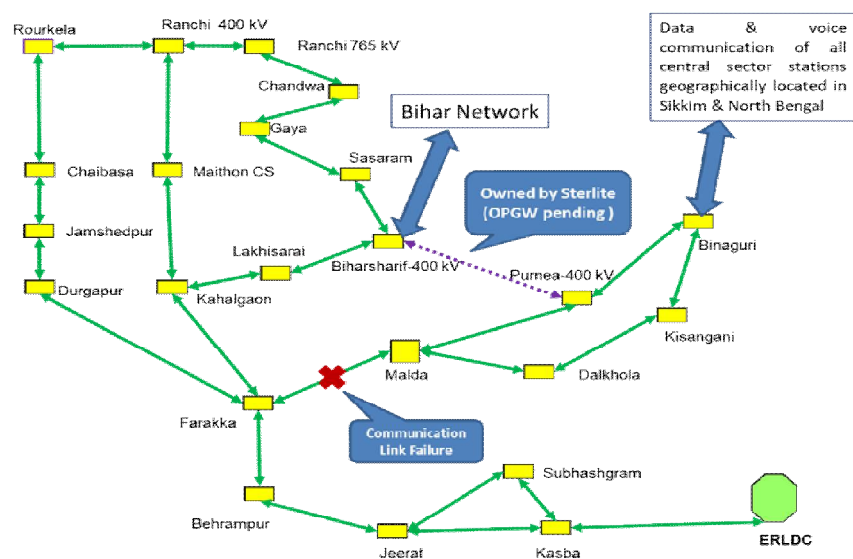 Rourkela
Ranchi 400 kV
Ranchi 765 kV
Data & voice
communication of all
central sector stations
geographically located in
Sikkim & North Bengal
Chandwa
Bihar Network
Gaya
Sasaram
Chaibasa
Maithon CS
Owned by Sterlite
(OPGW pending )
Jamshedpur
Lakhisarai
Binaguri
Biharsharif-400 kV
Purnea-400 kV
Durgapur
Kahalgaon
Kisangani
Malda
Dalkhola
Farakka
Communication
Link Failure
Subhashgram
Behrampur
Jeerat
Kasba
ERLDC